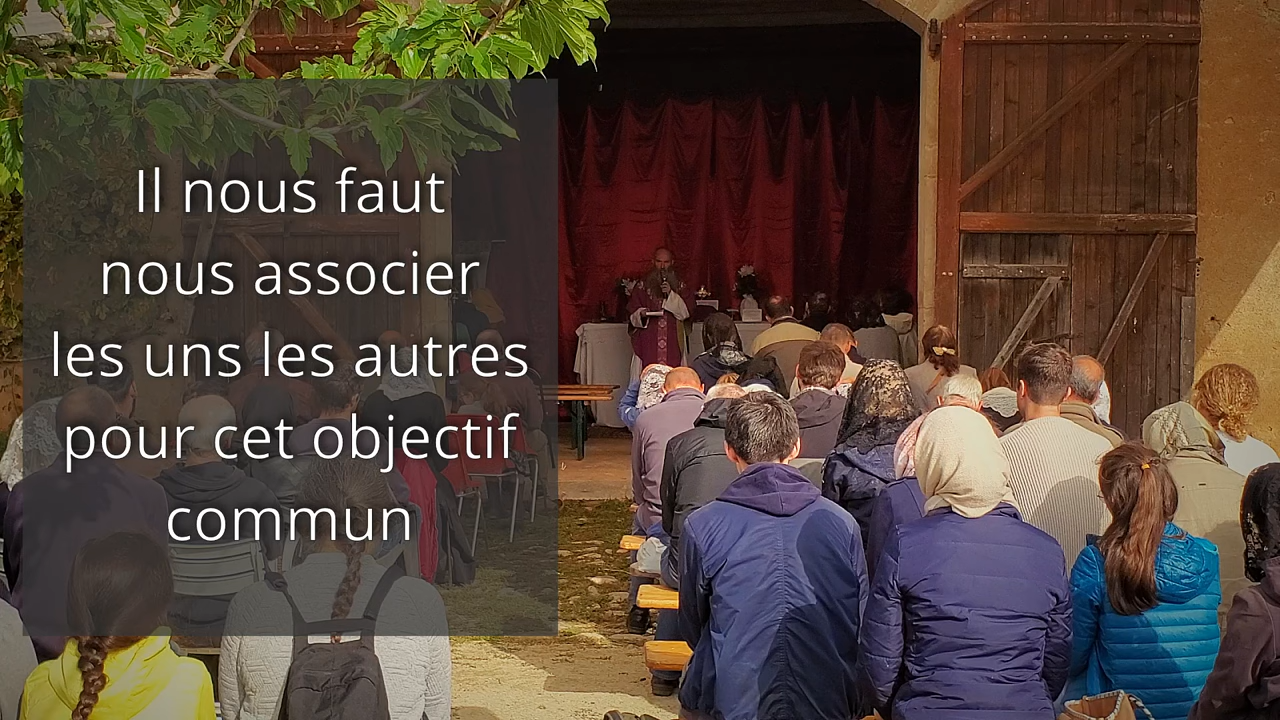 Il nous faut
nous associer
les uns les autres
pour cet objectif
commun